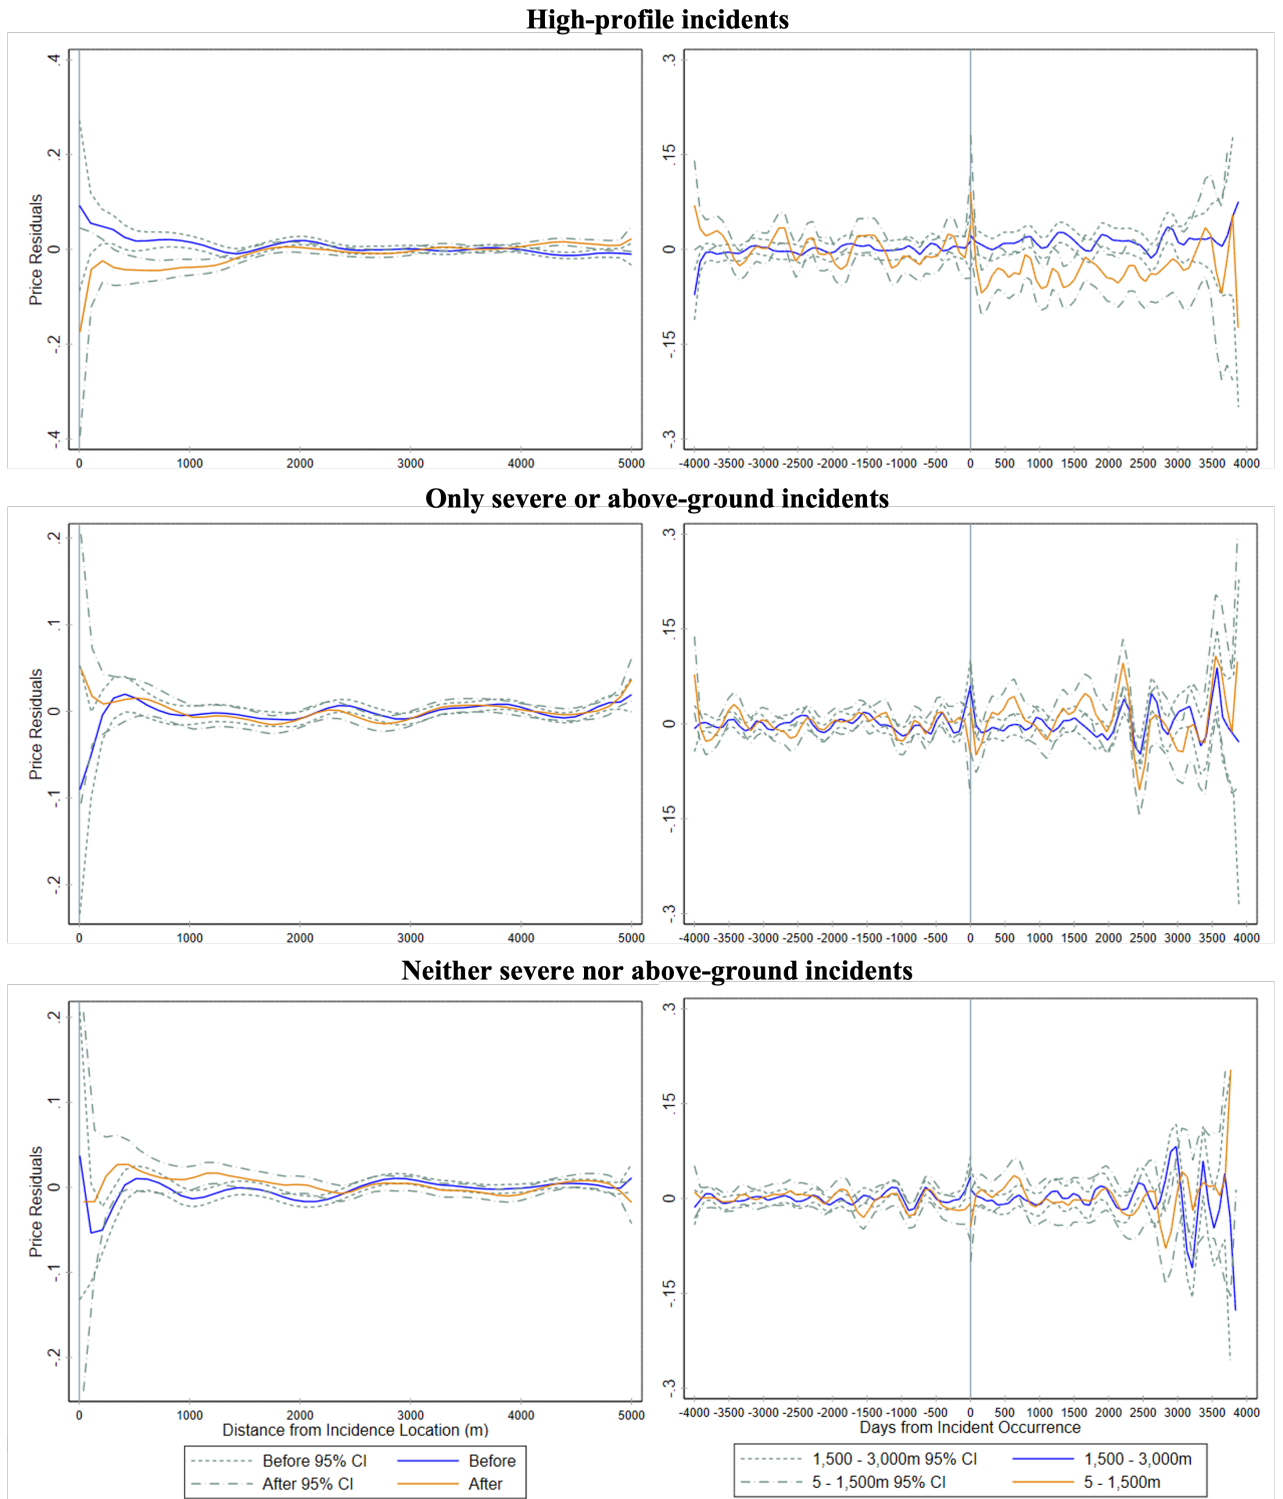 High-profile incidents
Price Residuals
.4
.2
0
-.2
-.4
0 1000 2000 3000 4000 5000
.3
.15
0
-.15
-.3
-4000 -3500 -3000 -2500 -2000 -1500 -1000 -500 0 500 1000 1500 2000 2500 3000 3500 4000
Only severe or above-ground incidents
Price Residuals
.2
.1
0
-.1
-.2
0 1000 2000 3000 4000 5000
.3
.15
0
-.15
-.3
-4000 -3500 -3000 -2500 -2000 -1500 -1000 -500 0 500 1000 1500 2000 2500 3000 3500 4000
Neither severe nor above-ground incidents
Price Residuals
.2
.1
0
-.1
-.2
0 1000 2000 3000 4000 5000
Distance from Incidence Location (m)
Before 95% CI Before
After 95% CI After
.3
.15
0
-.15
-.3
-4000 -3500 -3000 -2500 -2000 -1500 -1000 -500 0 500 1000 1500 2000 2500 3000 3500 4000
Days from Incident Occurrence
1,500 - 3,000m 95% CI 1,500 - 3,000m
5 - 1,500m 95% CI 5 - 1,500m